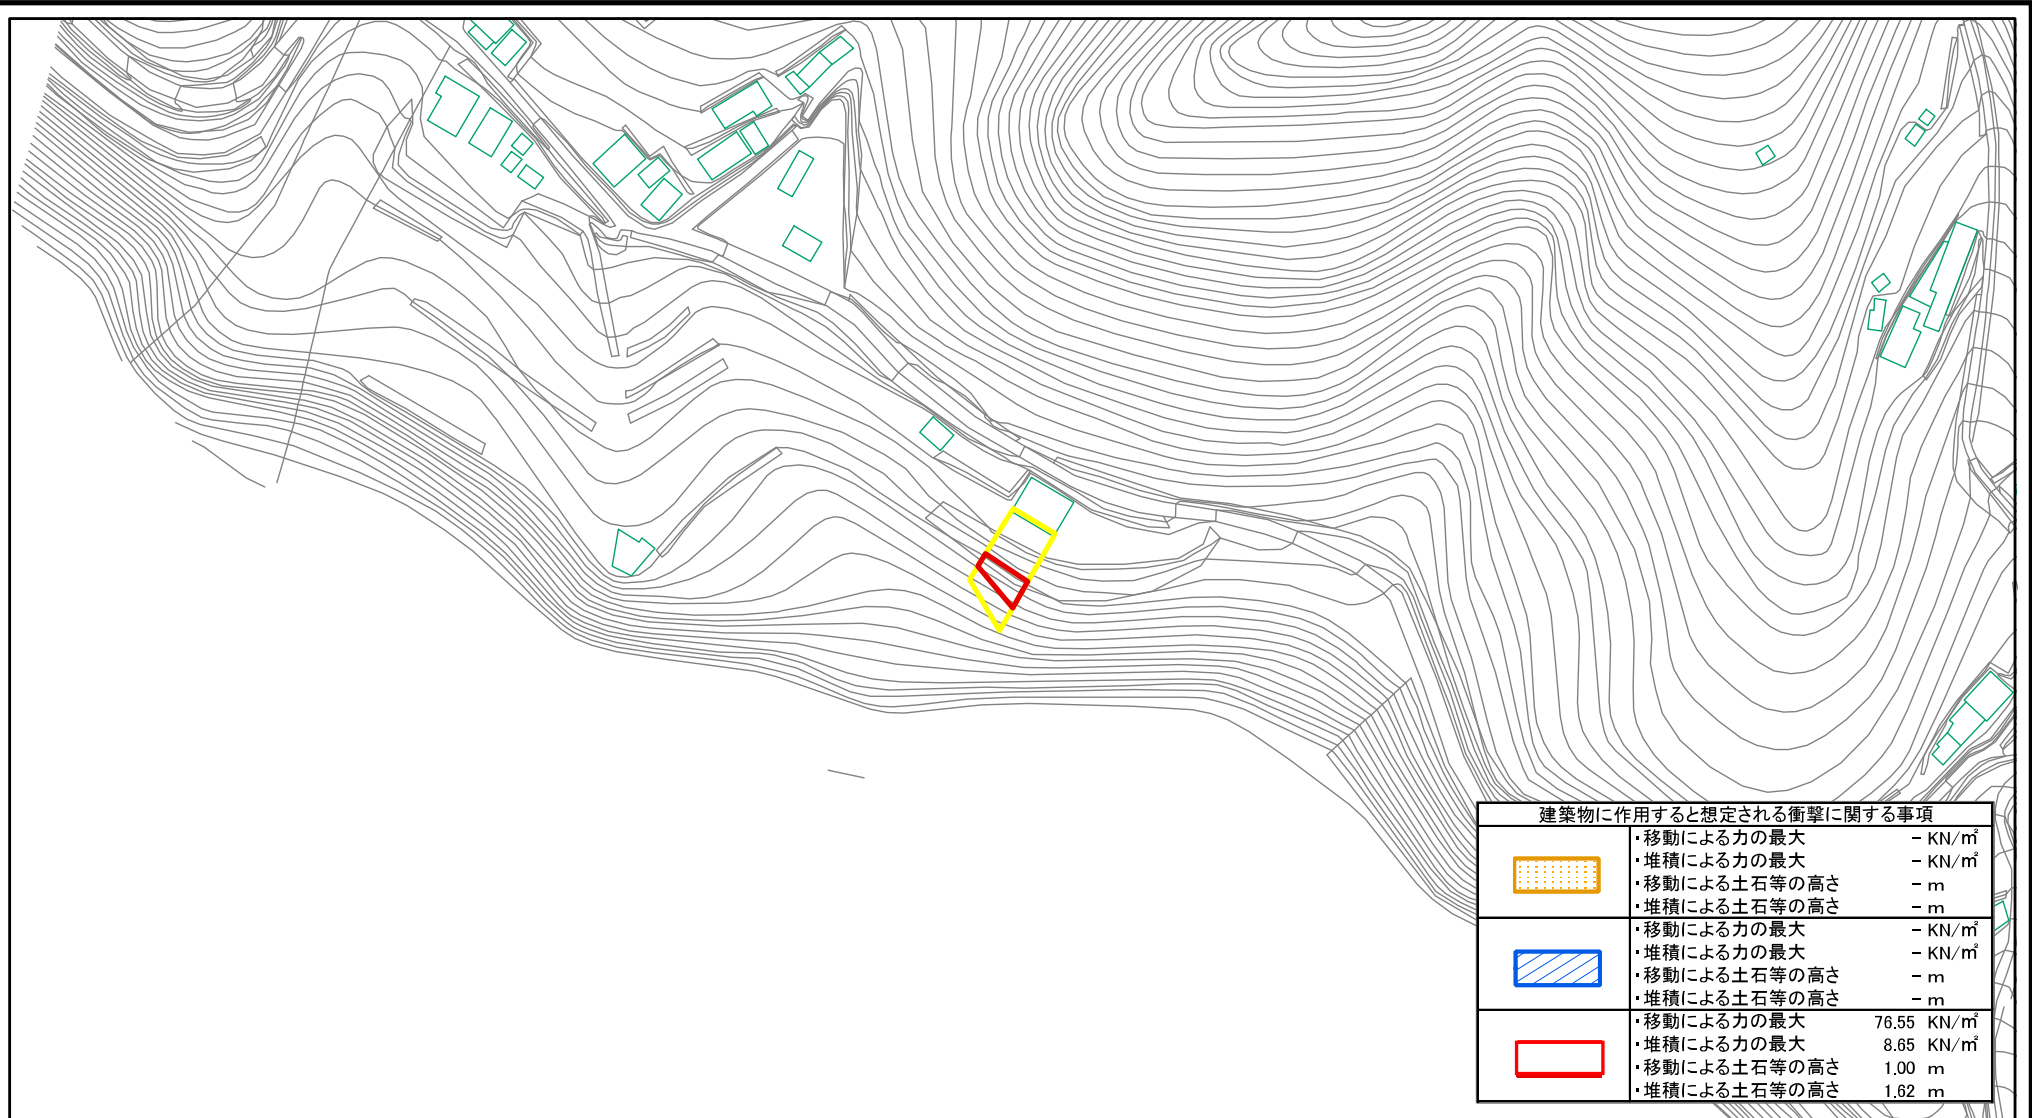 建築物に作用すると想定される衝撃に関する事項
・移動による力の最大 - KN/㎡
・堆積による力の最大 - KN/㎡
・移動による土石等の高さ - m
・堆積による土石等の高さ - m
・移動による力の最大 - KN/㎡
・堆積による力の最大 - KN/㎡
・移動による土石等の高さ - m
・堆積による土石等の高さ - m
・移動による力の最大 76.55 KN/㎡
・堆積による力の最大 8.65 KN/㎡
・移動による土石等の高さ 1.00 m
・堆積による土石等の高さ 1.62 m